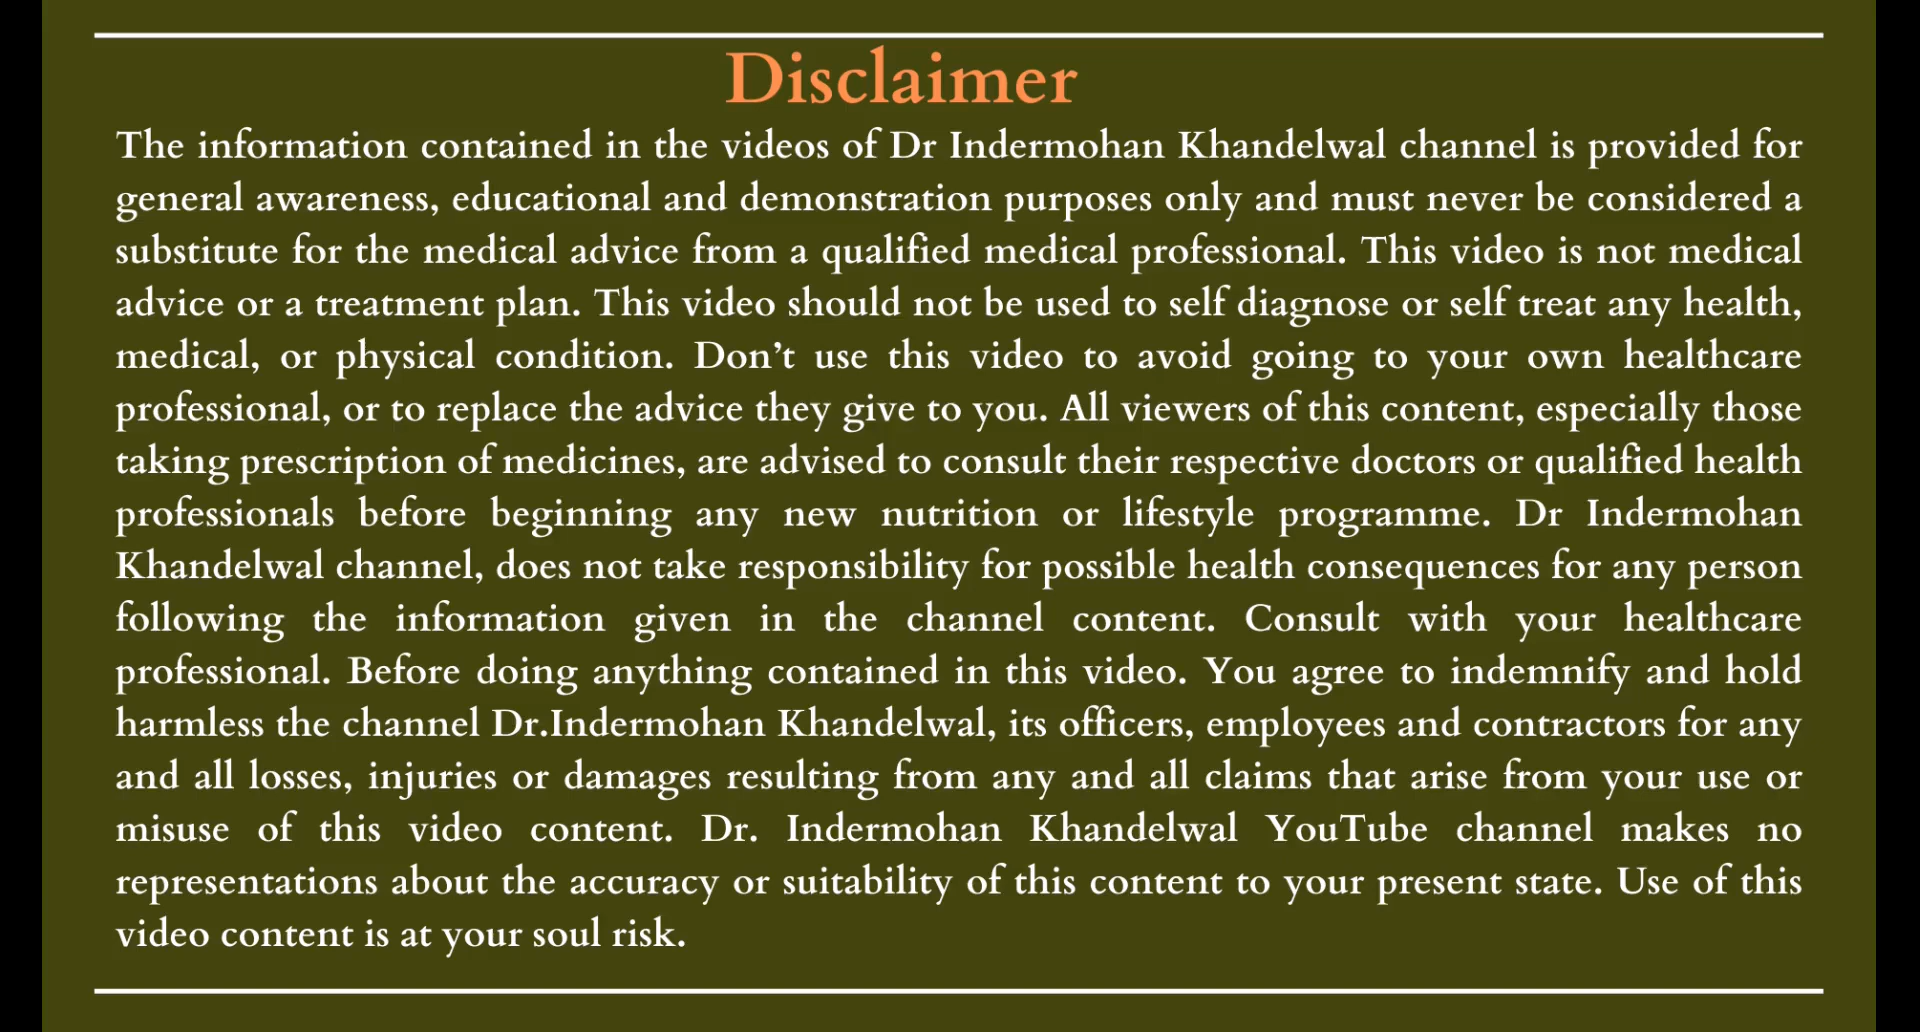 Disclaimer
The information contained in the videos of Dr Indermohan Khandelwal channel is provided for
general awareness, educational and demonstration purposes only and must never be considered a
substitute for the medical advice from a qualified medical professional. This video is not medical
advice or a treatment plan. This video should not be used to self diagnose or self treat any health,
medical, or physical condition. Don’t use this video to avoid going to your own healthcare
professional, or to replace the advice they give to you. All viewers of this content, especially those
taking prescription of medicines, are advised to consult their respective doctors or qualified health
professionals before beginning any new nutrition or lifestyle programme. Dr Indermohan
Khandelwal channel, does not take responsibility for possible health consequences for any person
following the information given in the channel content. Consult with your healthcare
professional. Before doing anything contained in this video. You agree to indemnify and hold
harmless the channel Dr.Indermohan Khandelwal, its officers, employees and contractors for any
and all losses, injuries or damages resulting from any and all claims that arise from your use or
misuse of this video content. Dr. Indermohan Khandelwal YouTube channel makes no
representations about the accuracy or suitability of this content to your present state. Use of this
video content is at your soul risk.